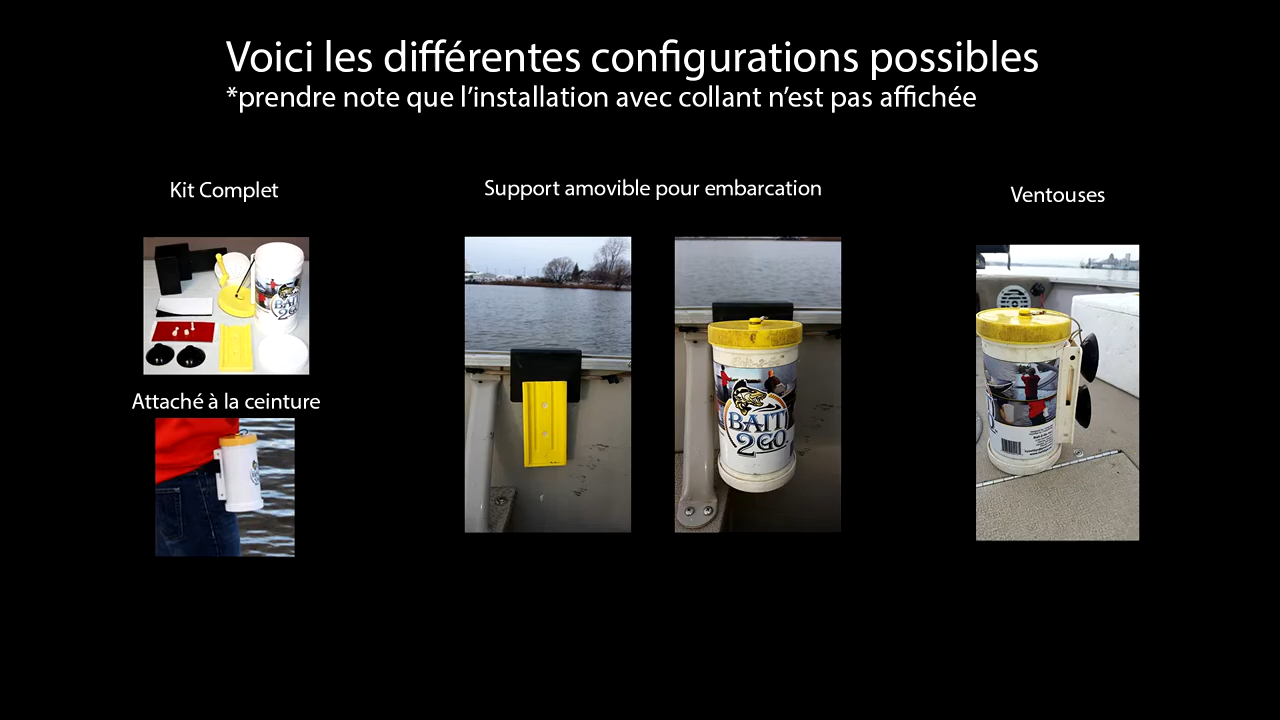 Voici les différentes configurations possibles
*prendre note que l'installation avec collant n'est pas affichée
Kit Complet
Support amovible pour embarcation
Ventouses
BAIT
2GO
Attaché à la ceinture
BAIT
2GO